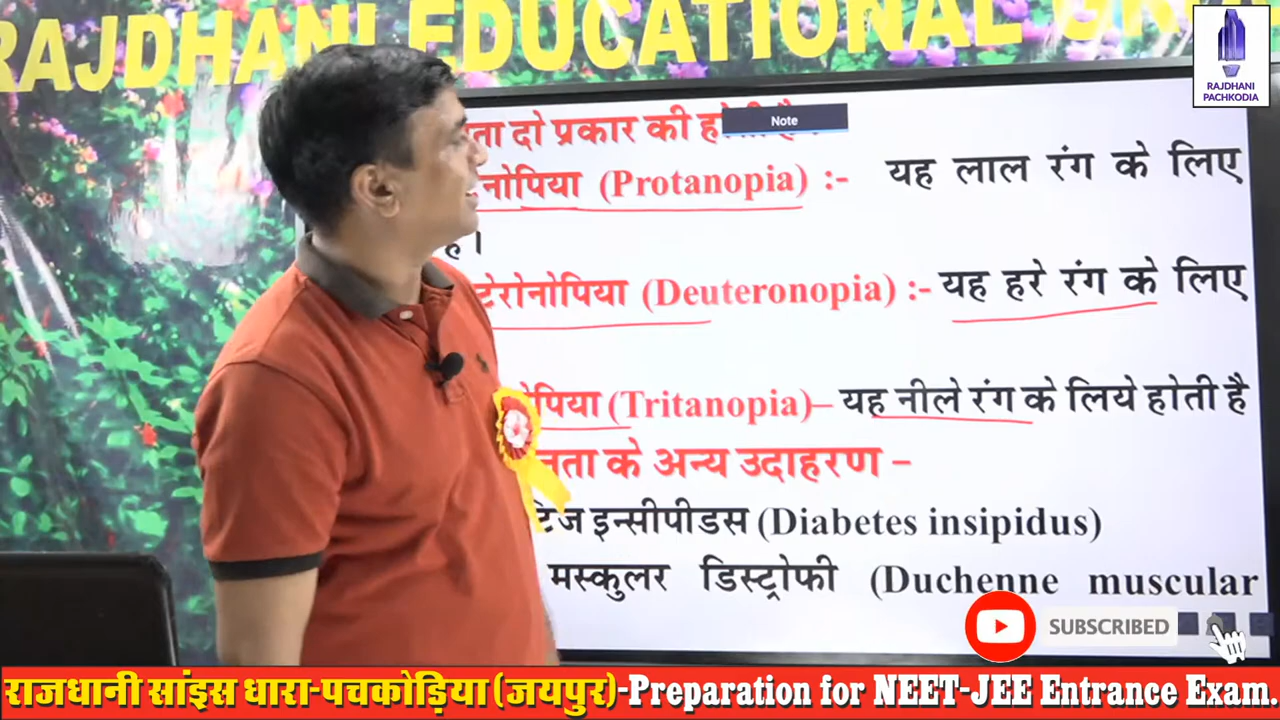 RAJDHANI EDUCATIONAL
RAJDHANI
PACHKODIA
Note
दो प्रकार की
(Protanopia) :- यह लाल रंग के लिए
है ।
(Deuteronopia) :- यह हरे रंग के लिए
(Tritanopia)– यह नीले रंग के लिये होती है
के अन्य उदाहरण –
इन्सीपीडस (Diabetes insipidus)
मस्कुलर डिस्ट्रोफी (Duchenne muscular
SUBSCRIBED
राजधानी सांइस धारा-पचकोड़िया (जयपुर)-Preparation for NEET-JEE Entrance Exam.